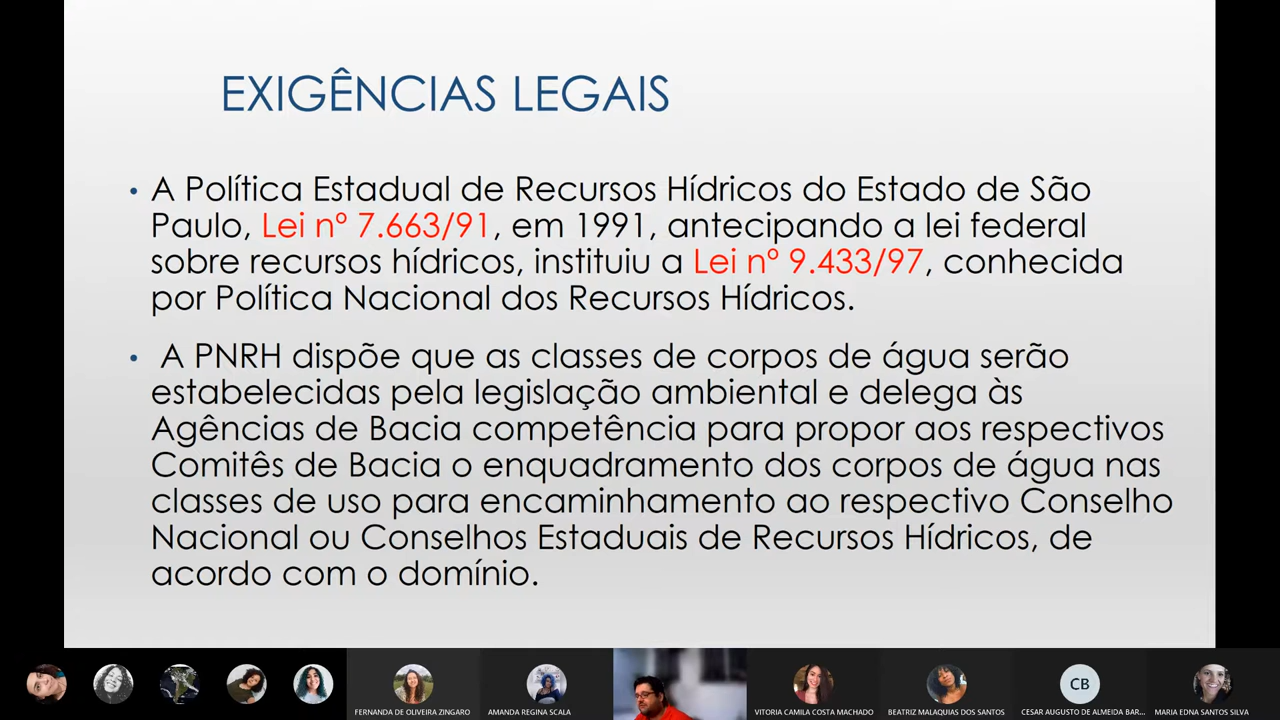 EXIGÊNCIAS LEGAIS
• A Política Estadual de Recursos Hídricos do Estado de São
Paulo, Lei nº 7.663/91, em 1991, antecipando a lei federal
sobre recursos hídricos, instituiu a Lei nº 9.433/97, conhecida
por Política Nacional dos Recursos Hídricos.
• A PNRH dispõe que as classes de corpos de água serão
estabelecidas pela legislação ambiental e delega às
Agências de Bacia competência para propor aos respectivos
Comitês de Bacia o enquadramento dos corpos de água nas
classes de uso para encaminhamento ao respectivo Conselho
Nacional ou Conselhos Estaduais de Recursos Hídricos, de
acordo com o domínio.
CB
FERNANDA DE OLIVEIRA ZINGARO
AMANDA REGINA SCALA
VITORIA CAMILA COSTA MACHADO
BEATRIZ MALAQUIAS DOS SANTOS
CESAR AUGUSTO DE ALMEIDA BAR...
MARIA EDNA SANTOS SILVA